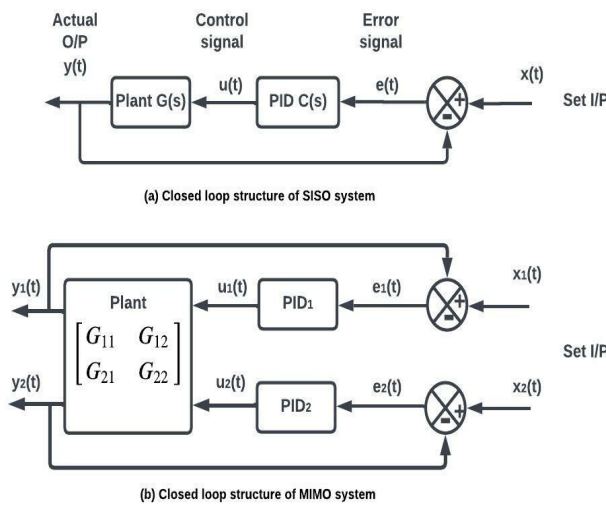 Actual
O/P
y(t)
Control
signal
Error
signal
Plant G(s)
u(t)
PID C(s)
e(t)
+
-
x(t)
Set I/P
(a) Closed loop structure of SISO system
y1(t)
Plant
G11 G12
G21 G22
u1(t)
PID1
e1(t)
+
-
x1(t)
Set I/P
y2(t)
u2(t)
PID2
e2(t)
+
-
x2(t)
(b) Closed loop structure of MIMO system